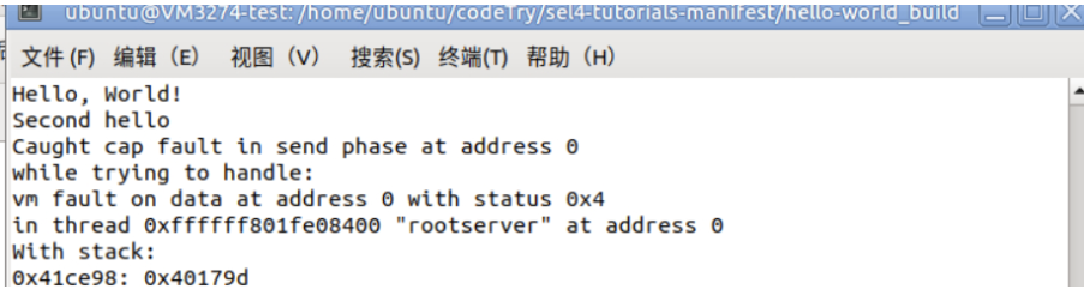 ubuntu@VM3274-test: /home/ubuntu/codeTry/sel4-tutorials-manifest/hello-world_build
文件(F) 编辑（E） 视图（V） 搜索(S) 终端(T) 帮助（H）
Hello, World!
Second hello
Caught cap fault in send phase at address 0
while trying to handle:
vm fault on data at address 0 with status 0x4
in thread 0xffffff801fe08400 "rootserver" at address 0
With stack:
0x41ce98: 0x40179d